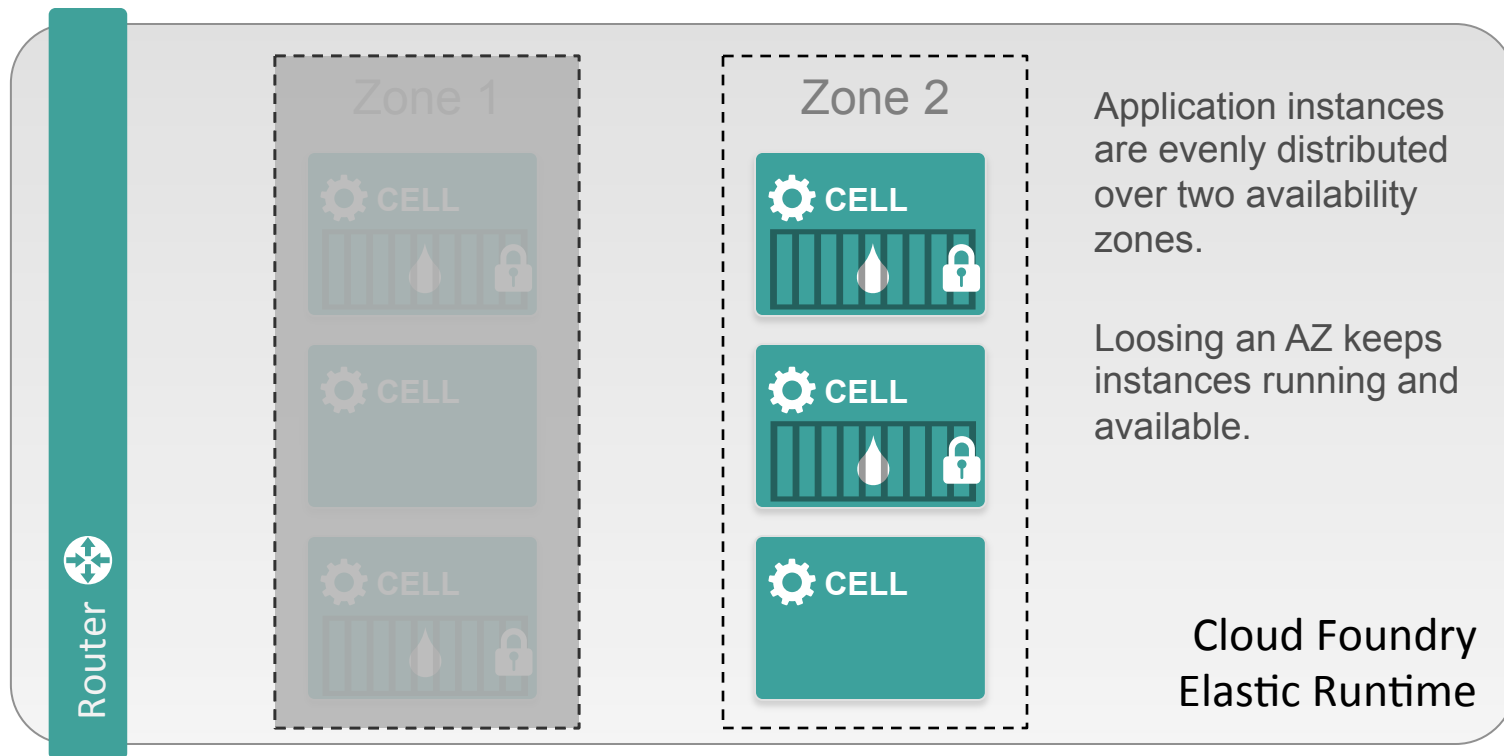 Router
Zone 1
CELL
CELL
CELL
Zone 2
CELL
CELL
CELL
Application instances
are evenly distributed
over two availability
zones.
Loosing an AZ keeps
instances running and
available.
Cloud Foundry
Elastic Runtime